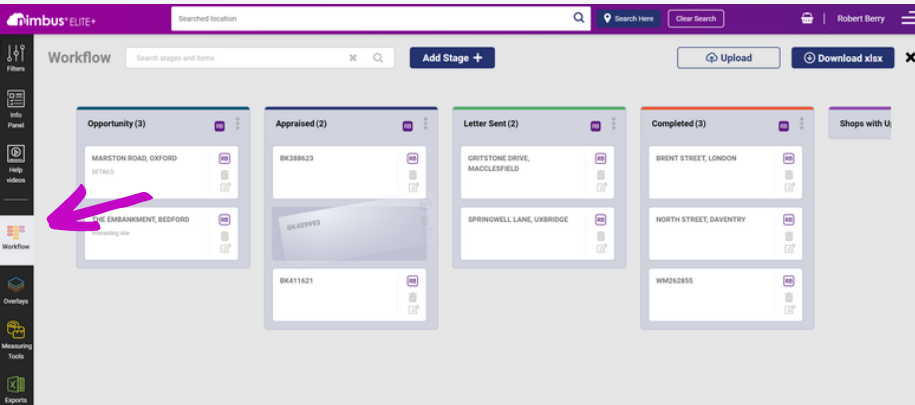 nimbus® ELITE+
Searched location
Search Here
Clear Search
Robert Berry
Filters
Info
Panel
Help
videos
Workflow
Overlays
Measuring
Tools
Exports
Workflow
Search stages and items
Add Stage +
Upload
Download xlsx
Opportunity (3)
RB
MARSTON ROAD, OXFORD
RB
DETAILS
THE EMBANKMENT, BEDFORD
RB
Interesting site
Appraised (2)
RB
BK388623
RB
BK409993
BK411621
RB
Letter Sent (2)
RB
GRITSTONE DRIVE,
MACCLESFIELD
RB
SPRINGWELL LANE, UXBRIDGE
RB
Completed (3)
RB
BRENT STREET, LONDON
RB
NORTH STREET, DAVENTRY
RB
WM262855
RB
Shops with U